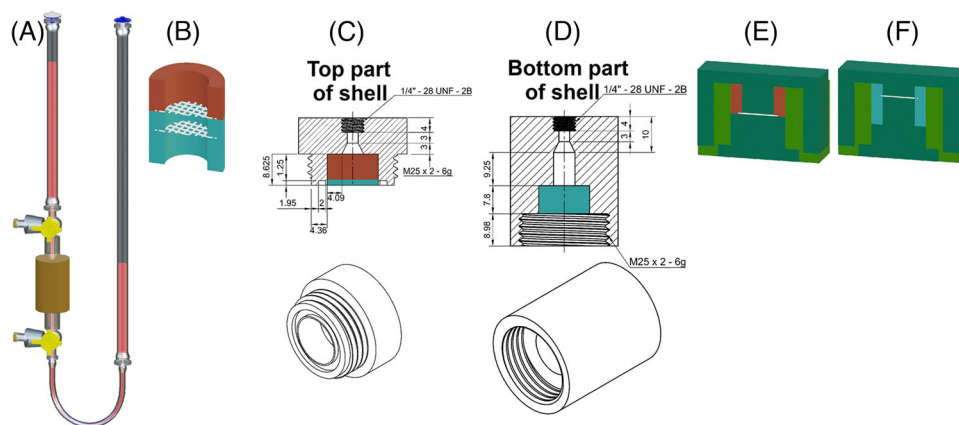 (A)
(B)
(C)
(D)
(E)
(F)
Top part
of shell
1/4" - 28 UNF - 2B
4
3
3
8.625
1.25
M25 x 2 - 6g
4.09
1.95
2
4.36
Bottom part
of shell
1/4" - 28 UNF - 2B
4
3
10
9.25
7.8
8.98
M25 x 2 - 6g